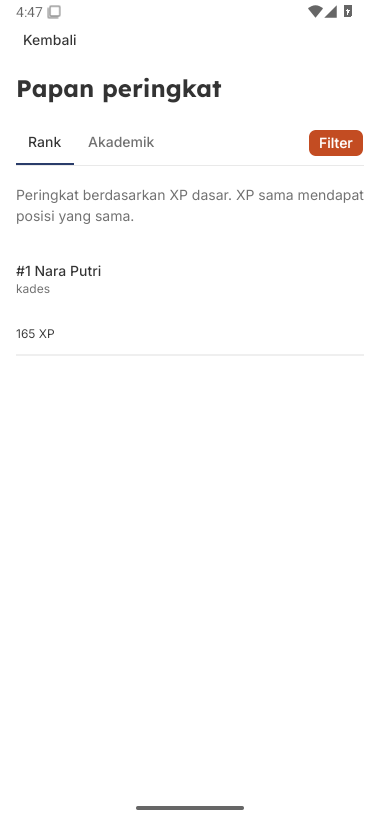 4:47
Kembali
Papan peringkat
Rank
Akademik
Filter
Peringkat berdasarkan XP dasar. XP sama mendapat
posisi yang sama.
#1 Nara Putri
kades
165 XP